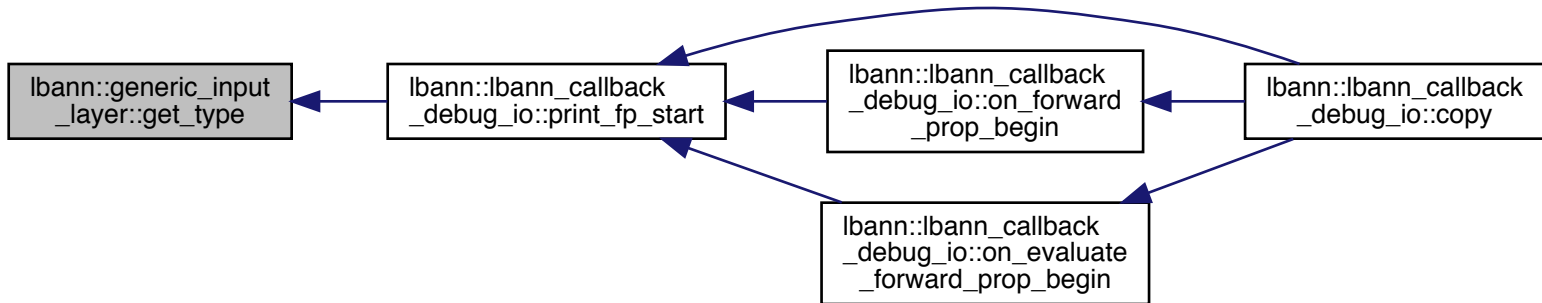 lbann::generic_input
_layer::get_type
lbann::lbann_callback
_debug_io::print_fp_start
lbann::lbann_callback
_debug_io::on_forward
_prop_begin
lbann::lbann_callback
_debug_io::on_evaluate
_forward_prop_begin
lbann::lbann_callback
_debug_io::copy